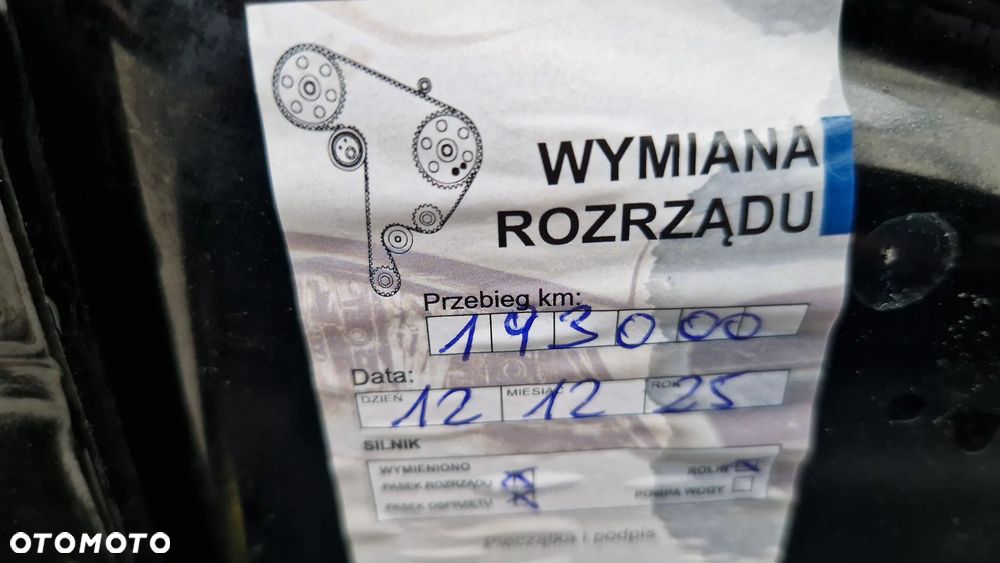 WYMIANA
ROZRZĄDU
Przebieg km:
193000
Data:
DZIEŃ 12 MIESIĄC 12 ROK 25
SILNIK
WYMIENIONO ROLKI
PASEK ROZRZĄDU POMPA WODY
PASEK OSPRZĘTU
Pieczątka i podpis
OTOMOTO